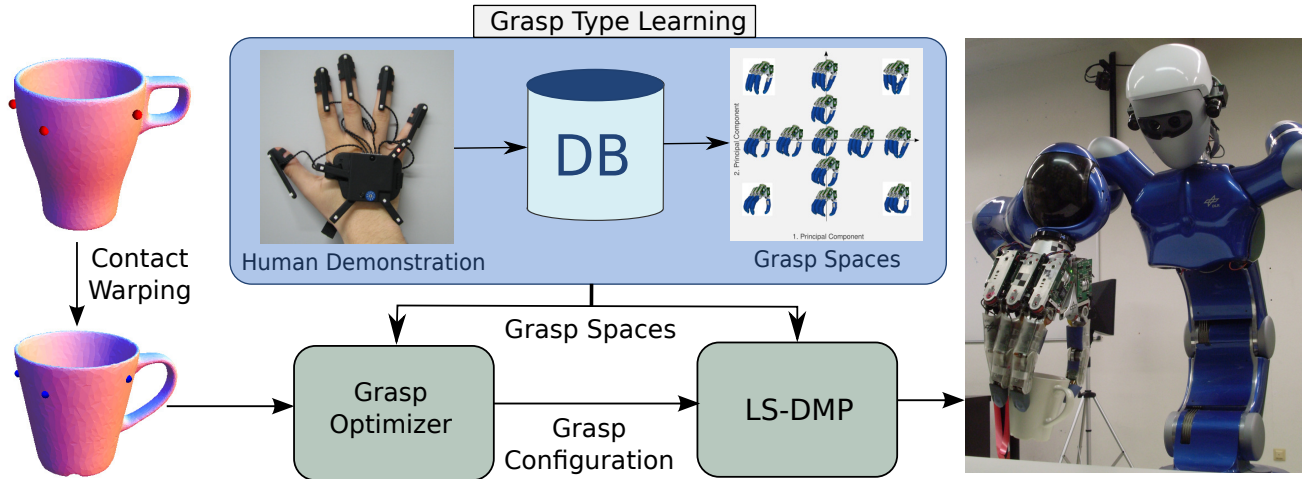 Grasp Type Learning
DB
2. Principal Component
1. Principal Component
Human Demonstration
Grasp Spaces
Contact
Warping
Grasp Spaces
Grasp
Optimizer
Grasp
Configuration
LS-DMP